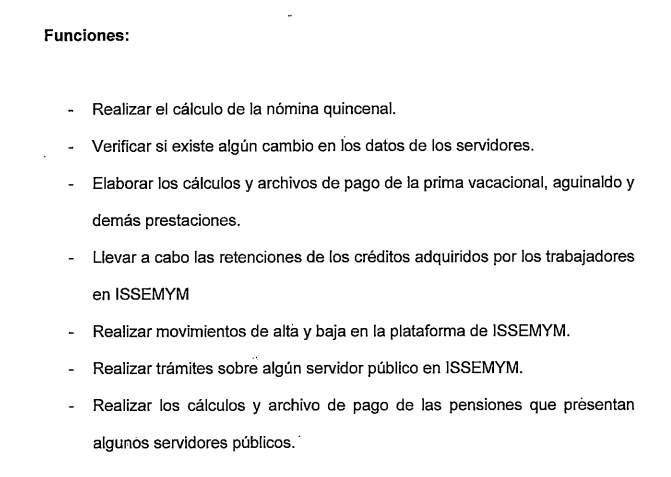 Funciones:
- Realizar el cálculo de la nómina quincenal.
- Verificar si existe algún cambio en los datos de los servidores.
- Elaborar los cálculos y archivos de pago de la prima vacacional, aguinaldo y
demás prestaciones.
- Llevar a cabo las retenciones de los créditos adquiridos por los trabajadores
en ISSEMYM
- Realizar movimientos de alta y baja en la plataforma de ISSEMYM.
- Realizar trámites sobre algún servidor público en ISSEMYM.
- Realizar los cálculos y archivo de pago de las pensiones que presentan
algunos servidores públicos.